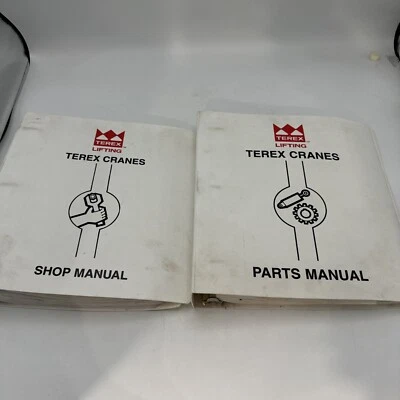 TEREX
LIFTING
TEREX CRANES
SHOP MANUAL
TEREX
LIFTING
TEREX CRANES
PARTS MANUAL